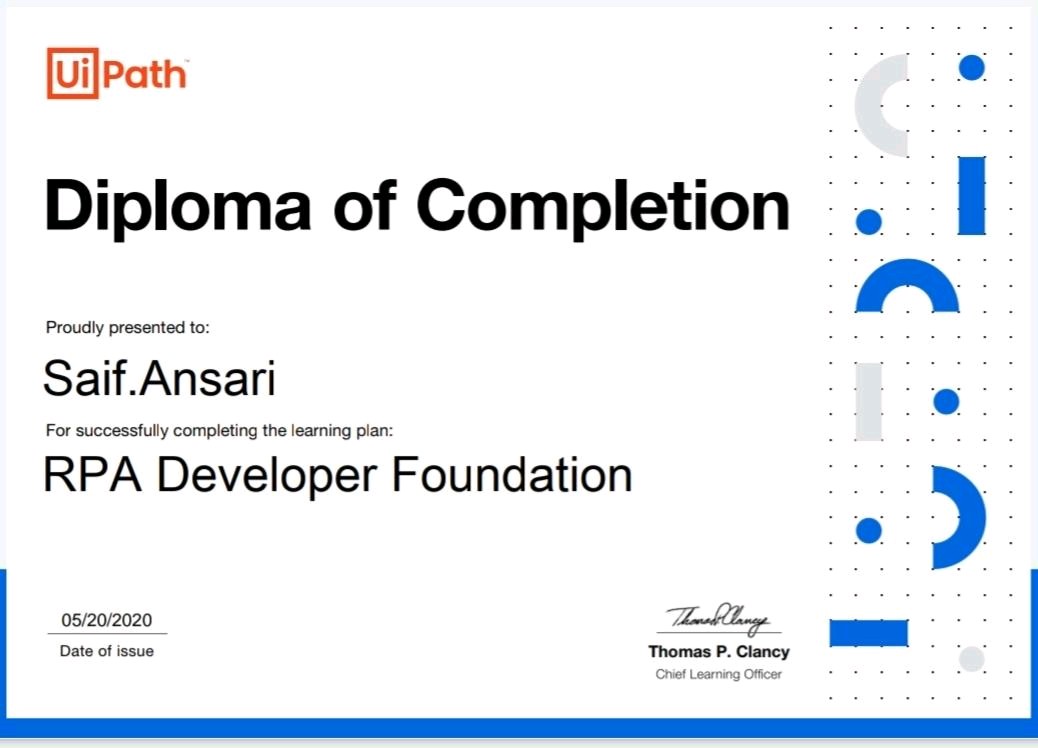 UiPath™
Diploma of Completion
Proudly presented to:
Saif.Ansari
For successfully completing the learning plan:
RPA Developer Foundation
05/20/2020
Date of issue
Thomas P. Clancy
Thomas P. Clancy
Chief Learning Officer